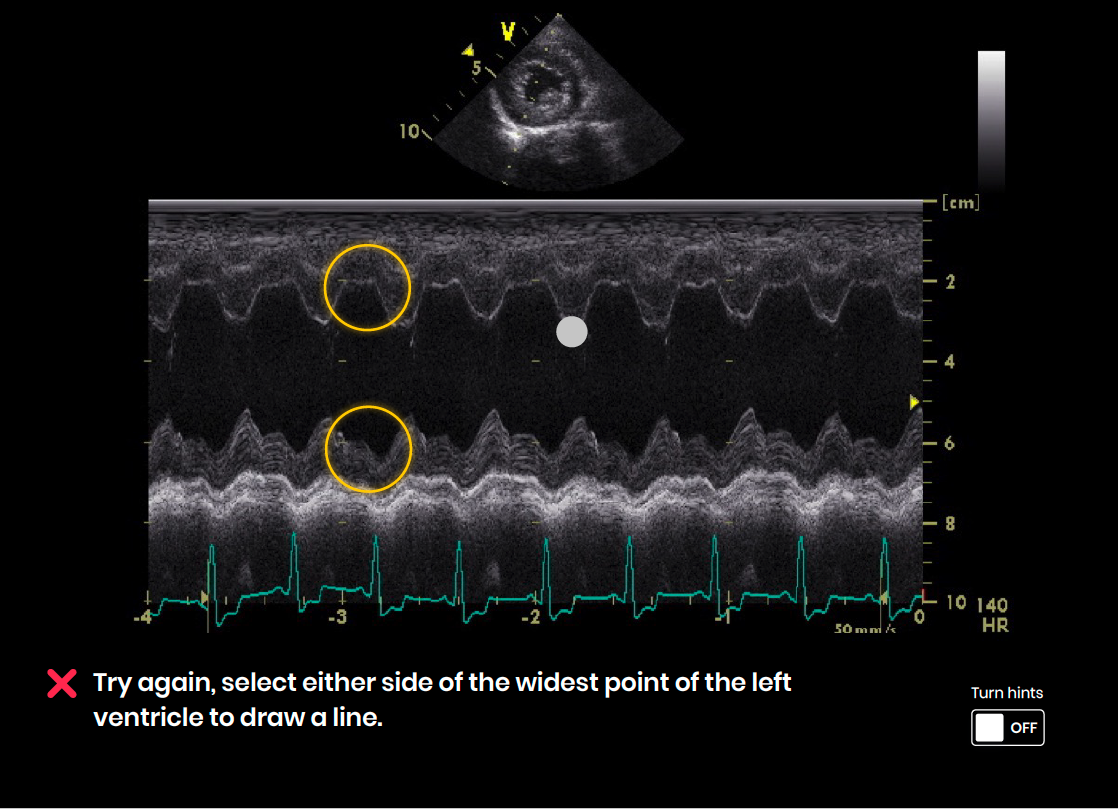 V
5
10
[cm]
2
4
6
8
10 140
HR
-4 -3 -2 -1 0
50 mm/s
Try again, select either side of the widest point of the left
ventricle to draw a line.
Turn hints
OFF